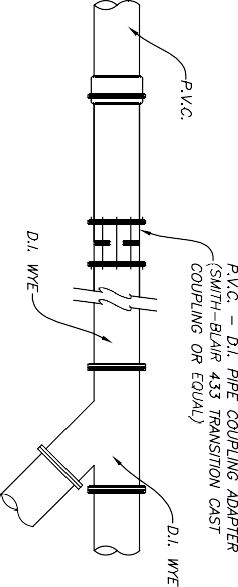 P.V.C.
P.V.C. - D.I. PIPE COUPLING ADAPTER
(SMITH-BLAIR 433 TRANSITION CAST
COUPLING OR EQUAL)
D.I. WYE
D.I. WYE